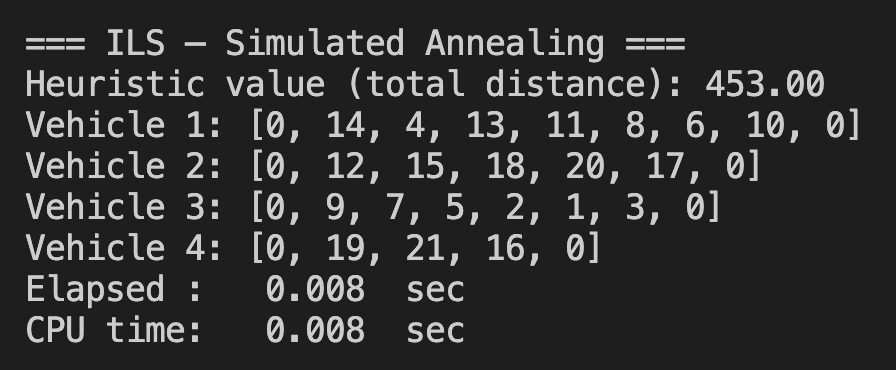 === ILS – Simulated Annealing ===
Heuristic value (total distance): 453.00
Vehicle 1: [0, 14, 4, 13, 11, 8, 6, 10, 0]
Vehicle 2: [0, 12, 15, 18, 20, 17, 0]
Vehicle 3: [0, 9, 7, 5, 2, 1, 3, 0]
Vehicle 4: [0, 19, 21, 16, 0]
Elapsed :   0.008  sec
CPU time:   0.008  sec